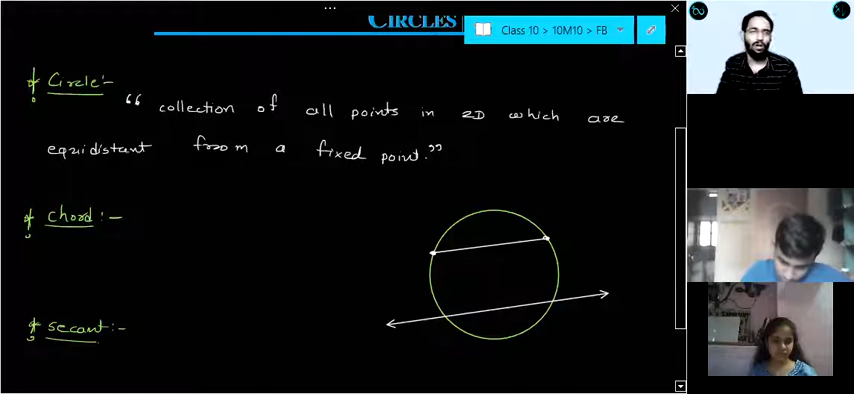 ...
CIRCLES
Class 10 > 10M10 > FB
* Circle:-
“ collection of all points in 2D which are
equidistant from a fixed point.”
* chord:-
* secant:-